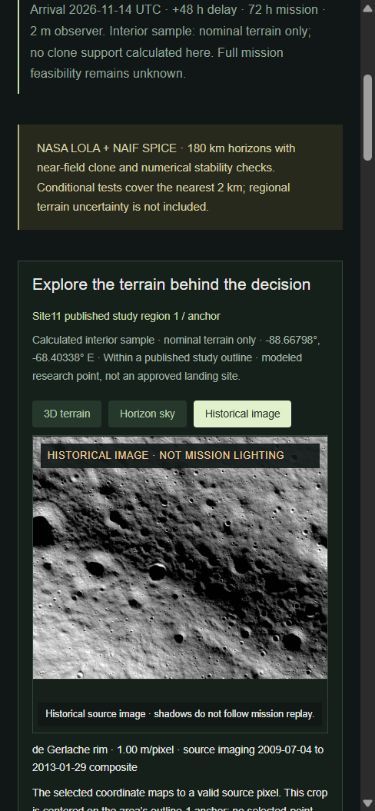 Arrival 2026-11-14 UTC · +48 h delay · 72 h mission ·
2 m observer. Interior sample: nominal terrain only;
no clone support calculated here. Full mission
feasibility remains unknown.
NASA LOLA + NAIF SPICE · 180 km horizons with
near-field clone and numerical stability checks.
Conditional tests cover the nearest 2 km; regional
terrain uncertainty is not included.
Explore the terrain behind the decision
Site11 published study region 1 / anchor
Calculated interior sample · nominal terrain only · -88.66798°,
-68.40338° E · Within a published study outline · modeled
research point, not an approved landing site.
3D terrain
Horizon sky
Historical image
HISTORICAL IMAGE · NOT MISSION LIGHTING
Historical source image · shadows do not follow mission replay.
de Gerlache rim · 1.00 m/pixel · source imaging 2009-07-04 to
2013-01-29 composite
The selected coordinate maps to a valid source pixel. This crop
is centered on the area's outline-1 anchor; no selected-point